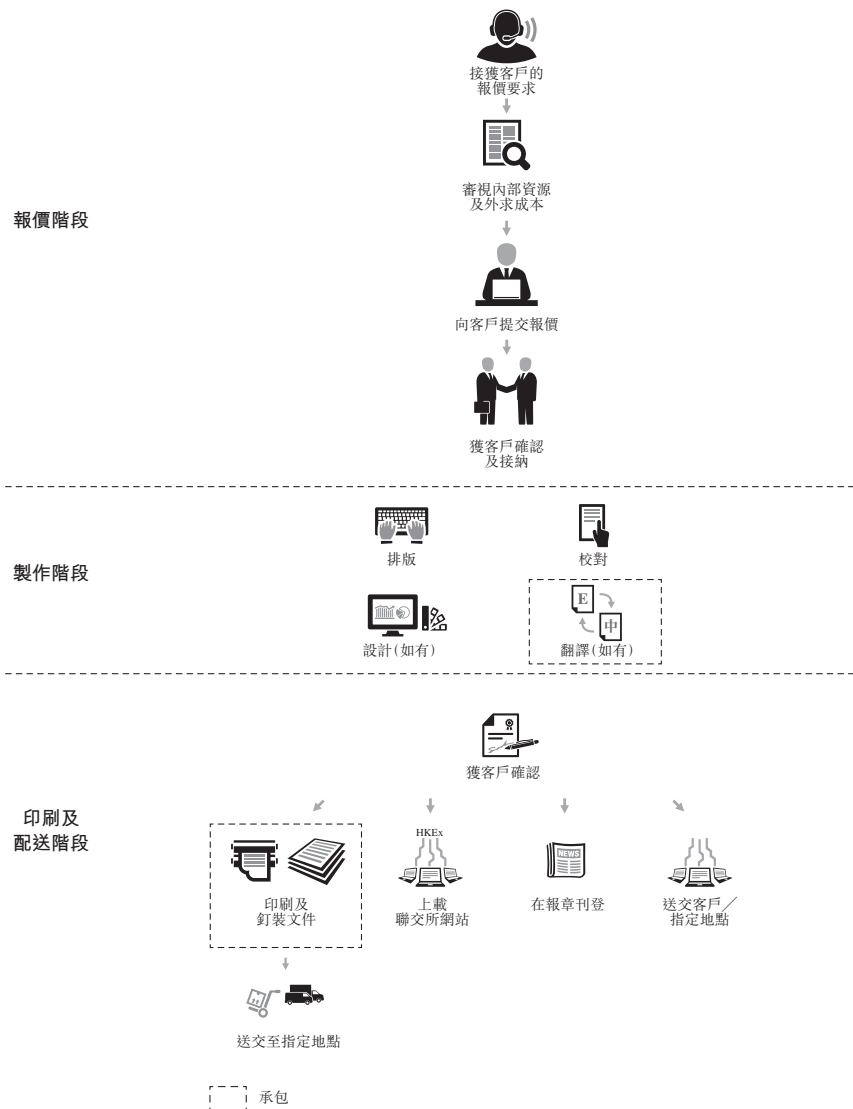 接獲客戶的
報價要求
審視內部資源
及外求成本
報價階段
向客戶提交報價
獲客戶確認
及接納
排版
校對
製作階段
E
中
設計(如有)
翻譯(如有)
獲客戶確認
印刷及
配送階段
HKEx
NEWS
印刷及
釘裝文件
上載
聯交所網站
在報章刊登
送交客戶／
指定地點
送交至指定地點
承包